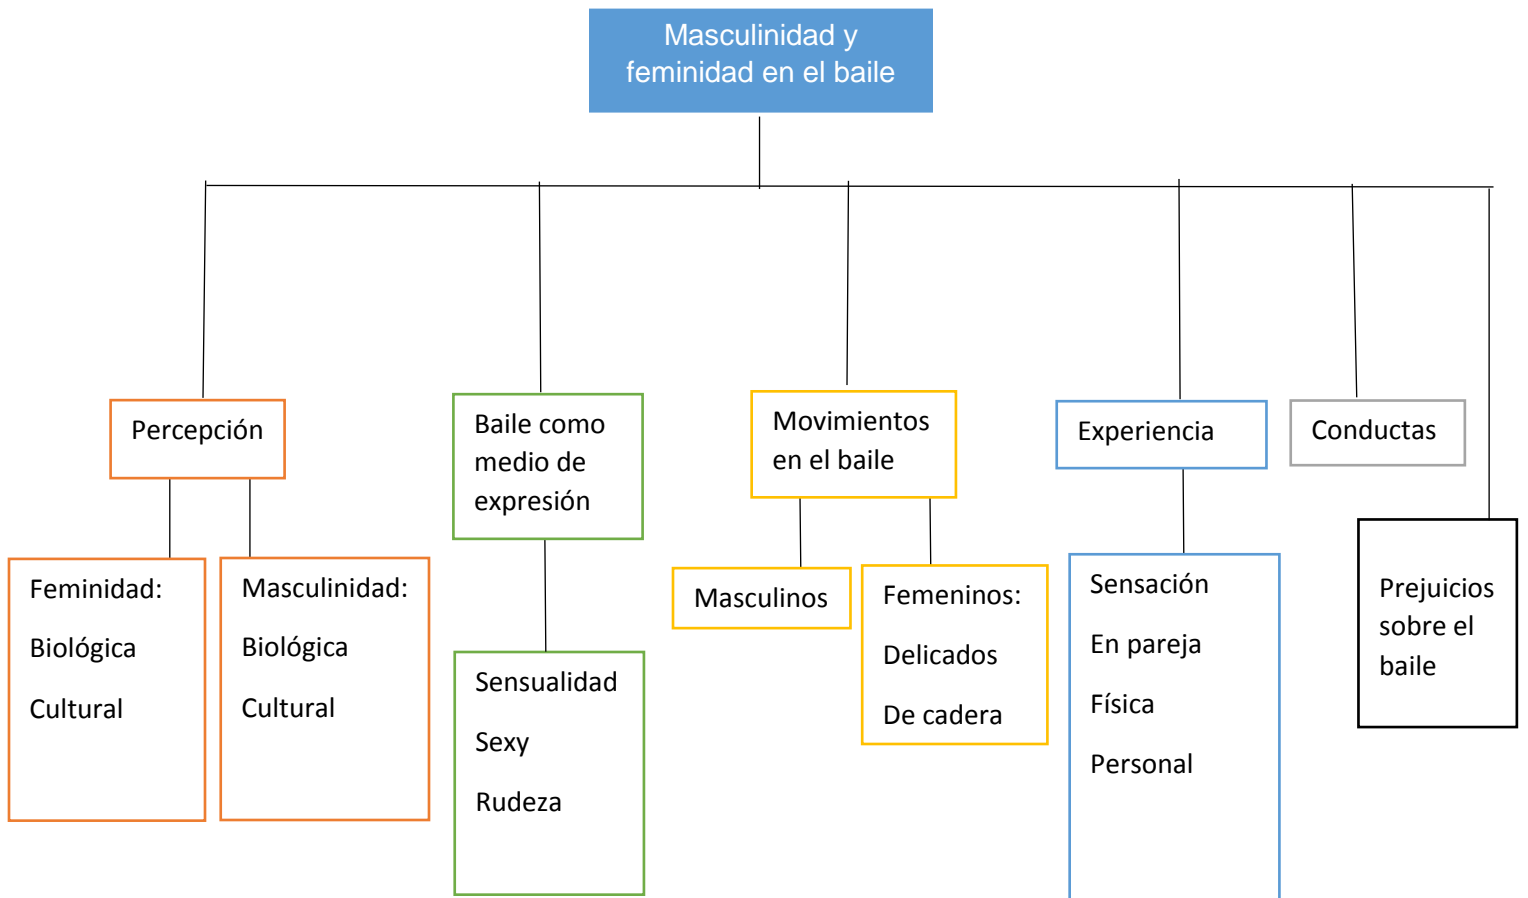 Masculinidad y
feminidad en el baile
Percepción
Baile como
medio de
expresión
Movimientos
en el baile
Experiencia
Conductas
Feminidad:
Biológica
Cultural
Masculinidad:
Biológica
Cultural
Sensualidad
Sexy
Rudeza
Masculinos
Femeninos:
Delicados
De cadera
Sensación
En pareja
Física
Personal
Prejuicios
sobre el
baile